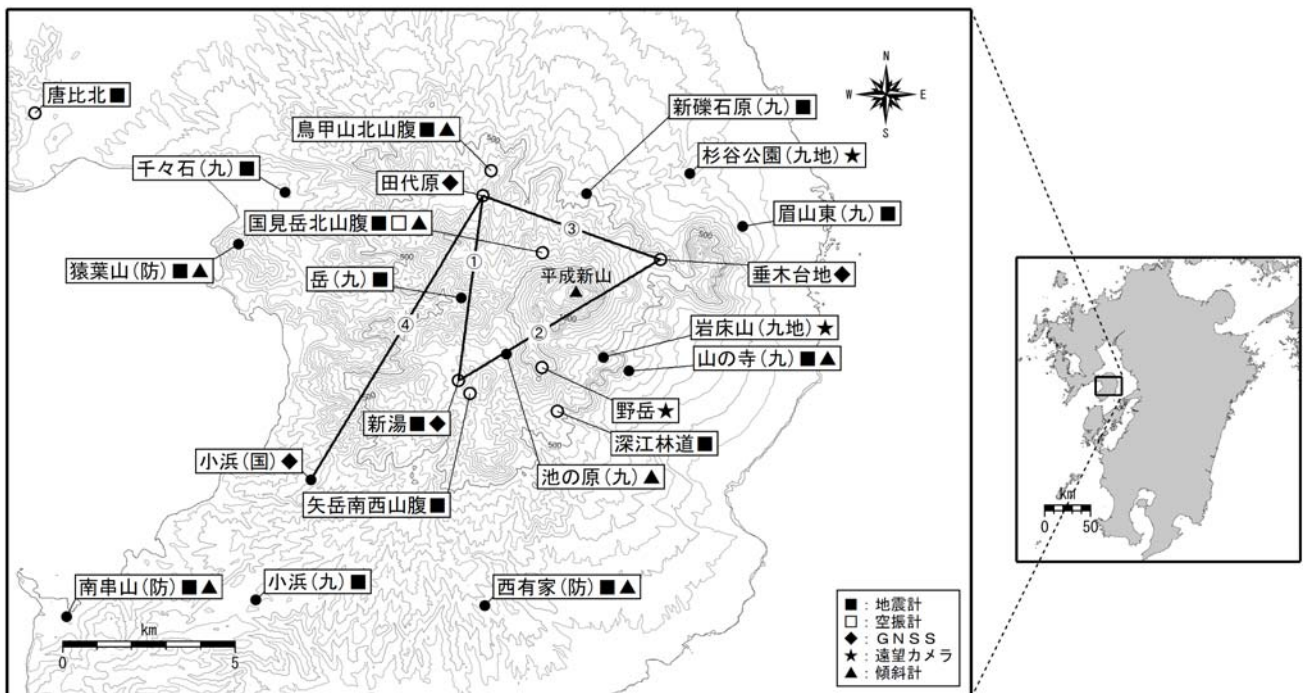 唐比北■
鳥甲山北山腹■▲
新礫石原(九)■
千々石(九)■
田代原◆
杉谷公園(九地)★
国見岳北山腹■□▲
眉山東(九)■
猿葉山(防)■▲
岳(九)■
平成新山
▲
垂木台地◆
岩床山(九地)★
山の寺(九)■▲
新湯■◆
野岳★
深江林道■
小浜(国)◆
池の原(九)▲
矢岳南西山腹■
南串山(防)■▲
小浜(九)■
西有家(防)■▲
①
②
③
④
500
500
500
500
500
500
N
W E
S
km
0 5
■:地震計
□:空振計
◆:GNSS
★:遠望カメラ
▲:傾斜計
km
0 50